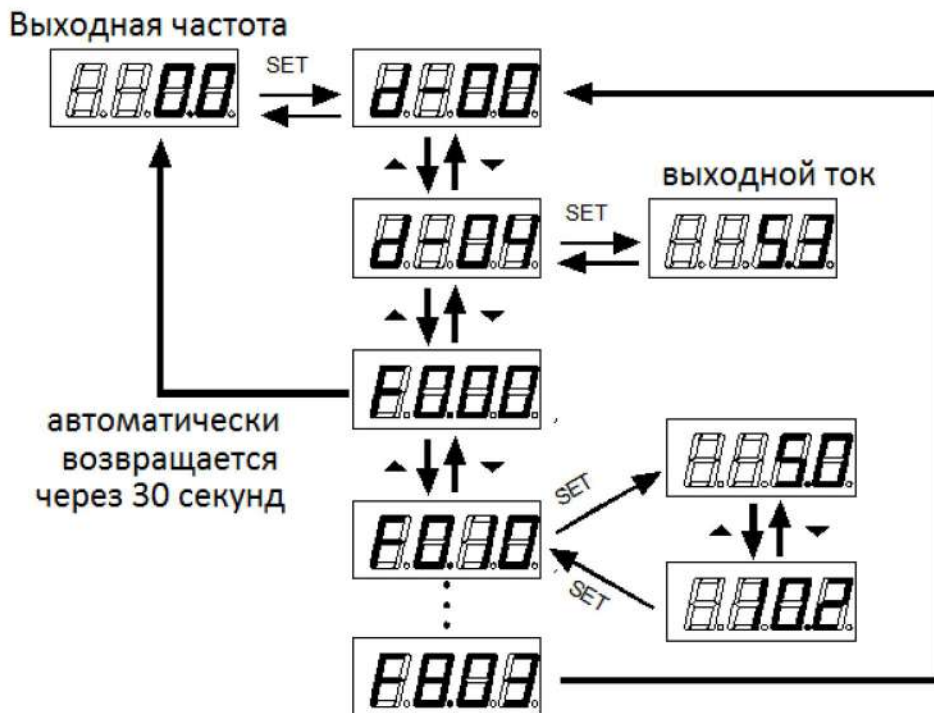 Выходная частота
0.0
SET
d-00
выходной ток
d-04
SET
5.3
F0.00
автоматически
возвращается
через 30 секунд
SET
5.0
F0.10
SET
10.2
F8.03